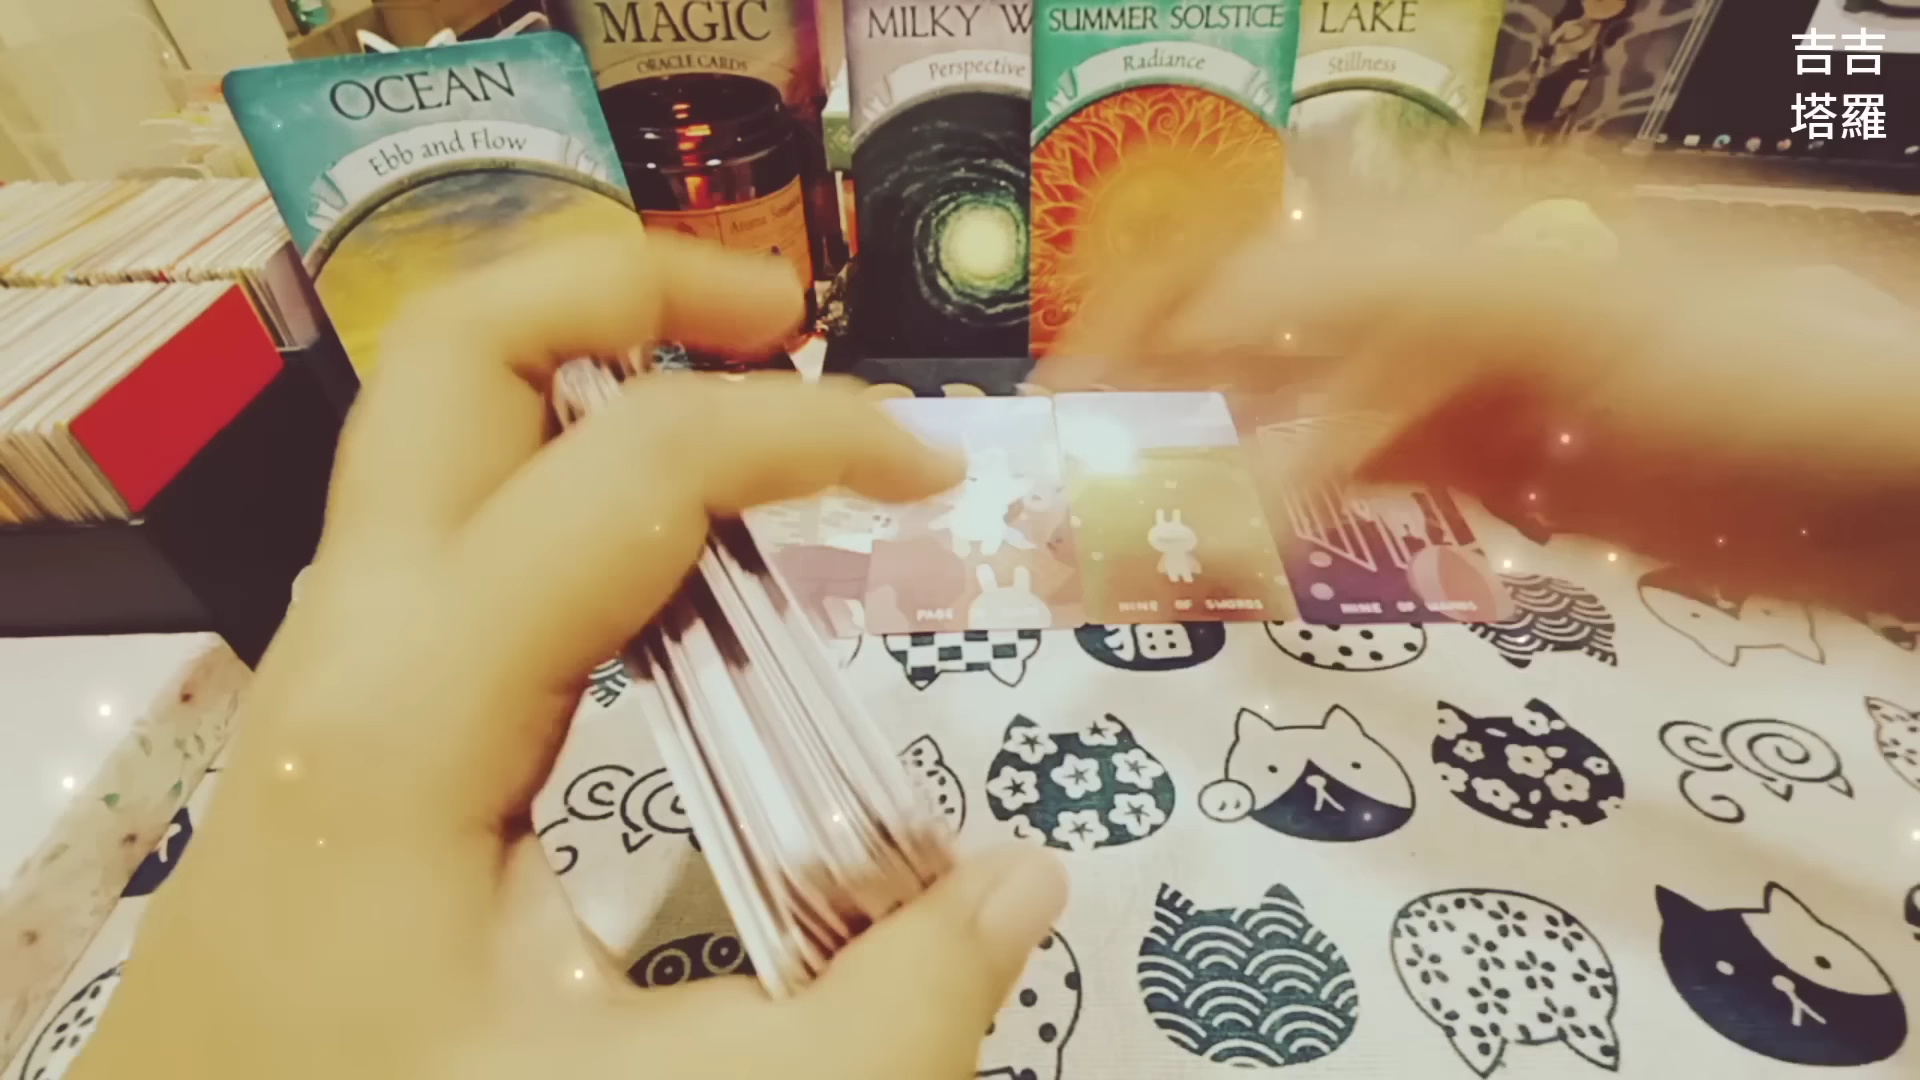 OCEAN
Ebb and Flow
MAGIC
ORACLE CARDS
MILKY W
Perspective
SUMMER SOLSTICE
Radiance
LAKE
Stillness
吉吉
塔羅
PAGE
NINE OF SWORDS
NINE OF WANDS